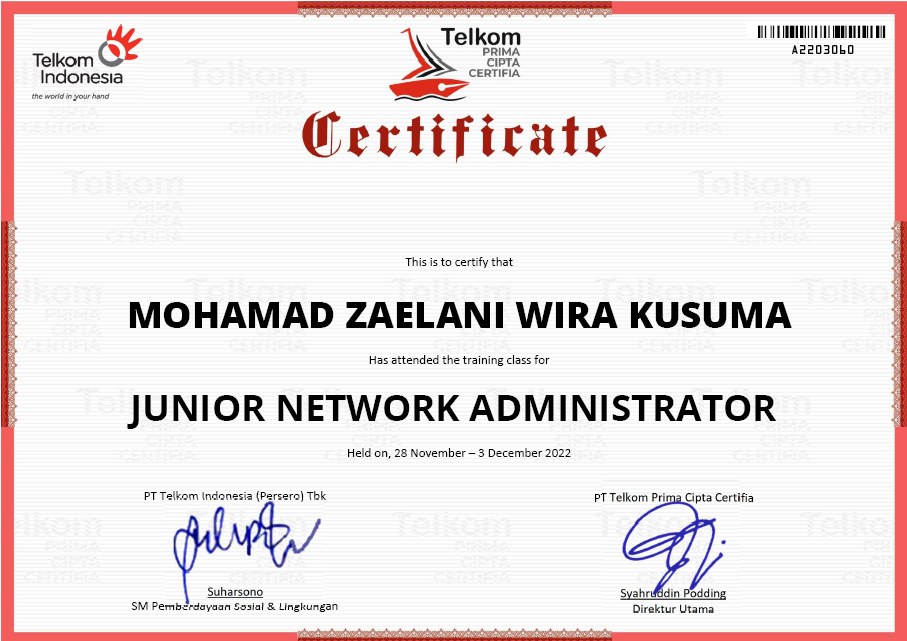 Telkom
Indonesia
the world in your hand
Telkom
PRIMA
CIPTA
CERTIFIA
A2203060
Certificate
This is to certify that
MOHAMAD ZAELANI WIRA KUSUMA
Has attended the training class for
JUNIOR NETWORK ADMINISTRATOR
Held on, 28 November – 3 December 2022
PT Telkom Indonesia (Persero) Tbk
PT Telkom Prima Cipta Certifia
Suharsono
SM Pemberdayaan Sosial & Lingkungan
Syahruddin Podding
Direktur Utama